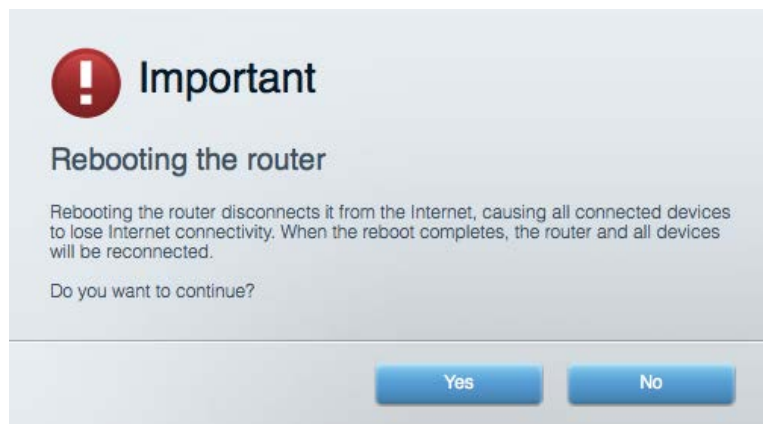 Important
Rebooting the router
Rebooting the router disconnects it from the Internet, causing all connected devices
to lose Internet connectivity. When the reboot completes, the router and all devices
will be reconnected.
Do you want to continue?
Yes No